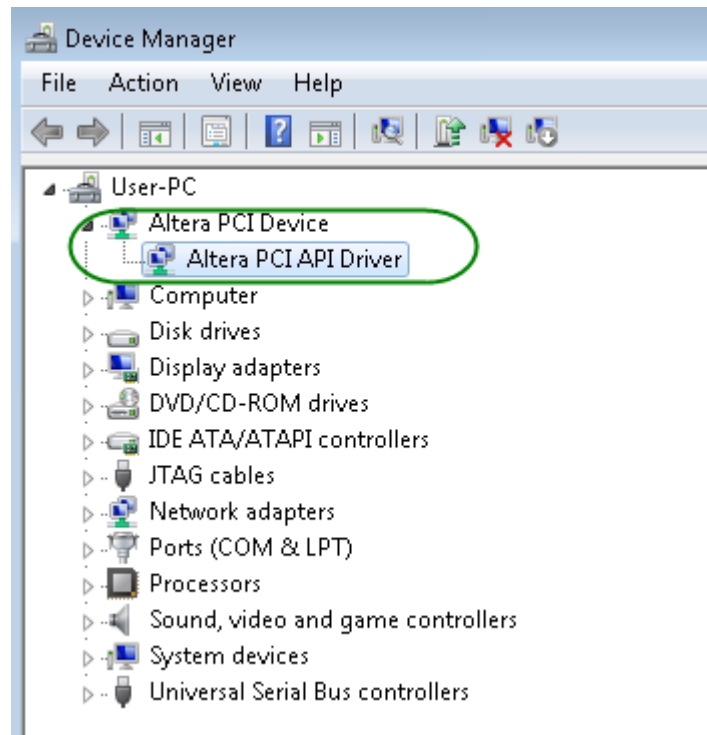 Device Manager
File Action View Help
User-PC
Altera PCI Device
Altera PCI API Driver
Computer
Disk drives
Display adapters
DVD/CD-ROM drives
IDE ATA/ATAPI controllers
JTAG cables
Network adapters
Ports (COM & LPT)
Processors
Sound, video and game controllers
System devices
Universal Serial Bus controllers